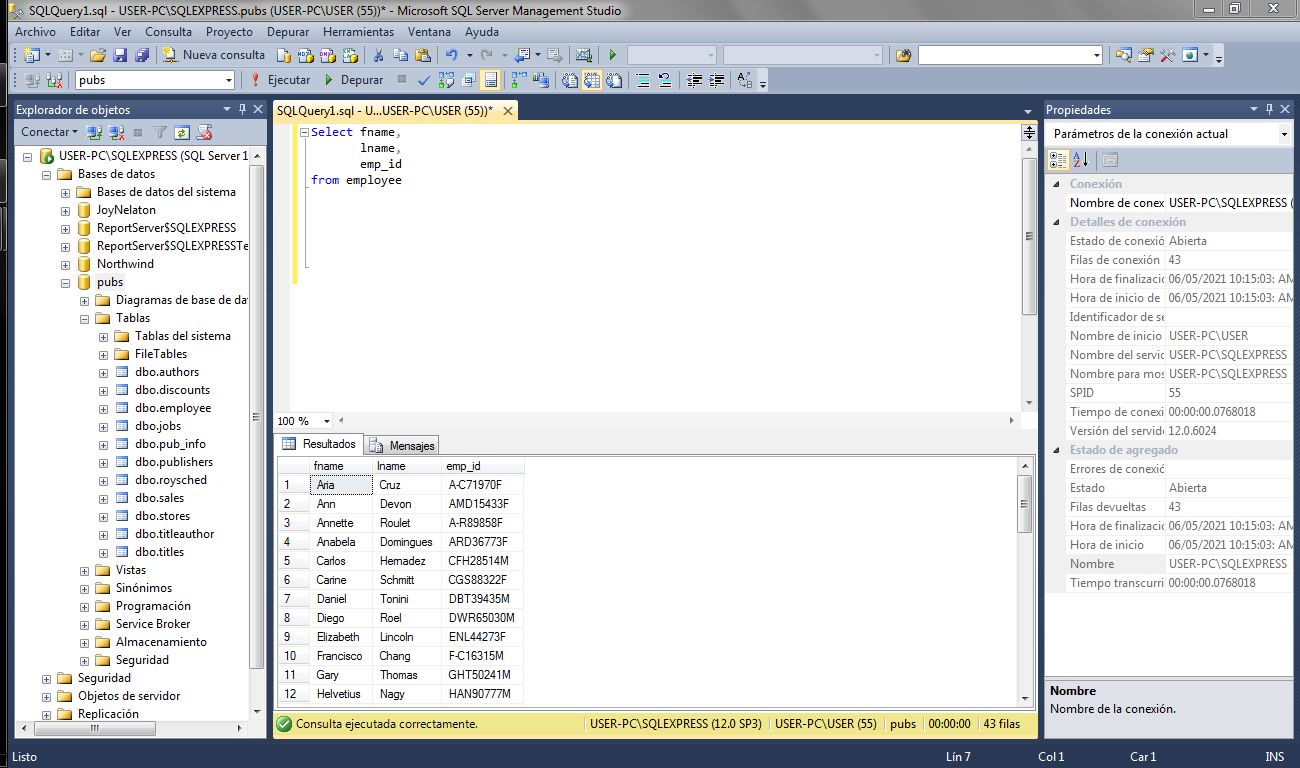 SQLQuery1.sql - USER-PC\SQLEXPRESS.pubs (USER-PC\USER (55))* - Microsoft SQL Server Management Studio
Archivo Editar Ver Consulta Proyecto Depurar Herramientas Ventana Ayuda
Nueva consulta
pubs Ejecutar Depurar
Explorador de objetos
Conectar
USER-PC\SQLEXPRESS (SQL Server 1
Bases de datos
Bases de datos del sistema
JoyNelaton
ReportServer$SQLEXPRESS
ReportServer$SQLEXPRESSTe
Northwind
pubs
Diagramas de base de da
Tablas
Tablas del sistema
FileTables
dbo.authors
dbo.discounts
dbo.employee
dbo.jobs
dbo.pub_info
dbo.publishers
dbo.roysched
dbo.sales
dbo.stores
dbo.titleauthor
dbo.titles
Vistas
Sinónimos
Programación
Service Broker
Almacenamiento
Seguridad
Seguridad
Objetos de servidor
Replicación
SQLQuery1.sql - U...USER-PC\USER (55))*
Select fname,
lname,
emp_id
from employee
100 %
Resultados Mensajes
fname lname emp_id
1 Aria Cruz A-C71970F
2 Ann Devon AMD15433F
3 Annette Roulet A-R89858F
4 Anabela Domingues ARD36773F
5 Carlos Hernadez CFH28514M
6 Carine Schmitt CGS88322F
7 Daniel Tonini DBT39435M
8 Diego Roel DWR65030M
9 Elizabeth Lincoln ENL44273F
10 Francisco Chang F-C16315M
11 Gary Thomas GHT50241M
12 Helvetius Nagy HAN90777M
Consulta ejecutada correctamente. USER-PC\SQLEXPRESS (12.0 SP3) USER-PC\USER (55) pubs 00:00:00 43 filas
Propiedades
Parámetros de la conexión actual
Conexión
Nombre de conex USER-PC\SQLEXPRESS (
Detalles de conexión
Estado de conexió Abierta
Filas de conexión 43
Hora de finalizació 06/05/2021 10:15:03: AM
Hora de inicio de 06/05/2021 10:15:03: AM
Identificador de se
Nombre de inicio USER-PC\USER
Nombre del servic USER-PC\SQLEXPRESS
Nombre para mos USER-PC\SQLEXPRESS
SPID 55
Tiempo de conexi 00:00:00.0768018
Versión del servid 12.0.6024
Estado de agregado
Errores de conexió
Estado Abierta
Filas devueltas 43
Hora de finalizació 06/05/2021 10:15:03: AM
Hora de inicio 06/05/2021 10:15:03: AM
Nombre USER-PC\SQLEXPRESS
Tiempo transcurri 00:00:00.0768018
Nombre
Nombre de la conexión.
Listo Lín 7 Col 1 Car 1 INS